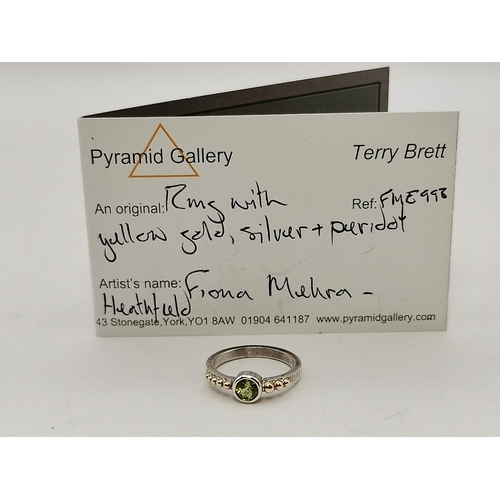 Pyramid Gallery Terry Brett
An original: Ring with Ref: FME998
yellow gold, silver + peridot
Artist's name: Fiona Mehra -
Heathfield
43 Stonegate, York, YO1 8AW 01904 641187 www.pyramidgallery.com